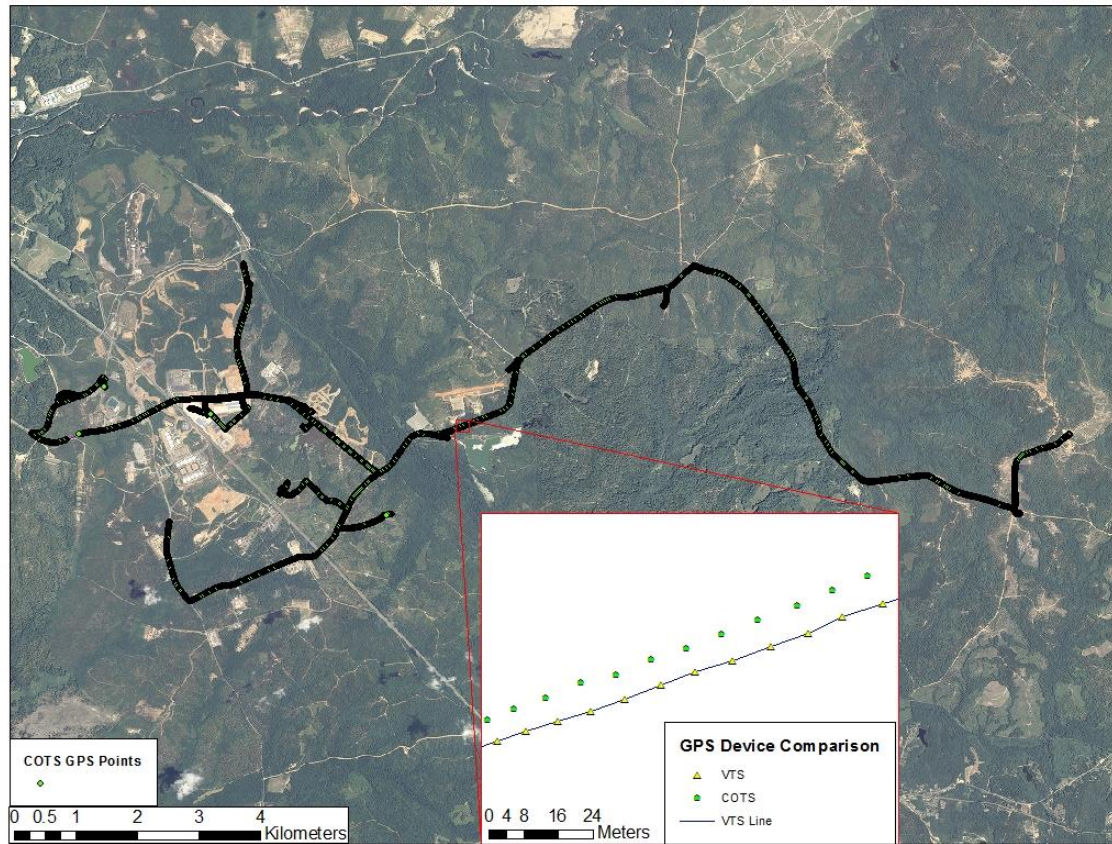 COTS GPS Points
0 0.5 1 2 3 4
Kilometers
GPS Device Comparison
VTS
COTS
VTS Line
0 4 8 16 24
Meters